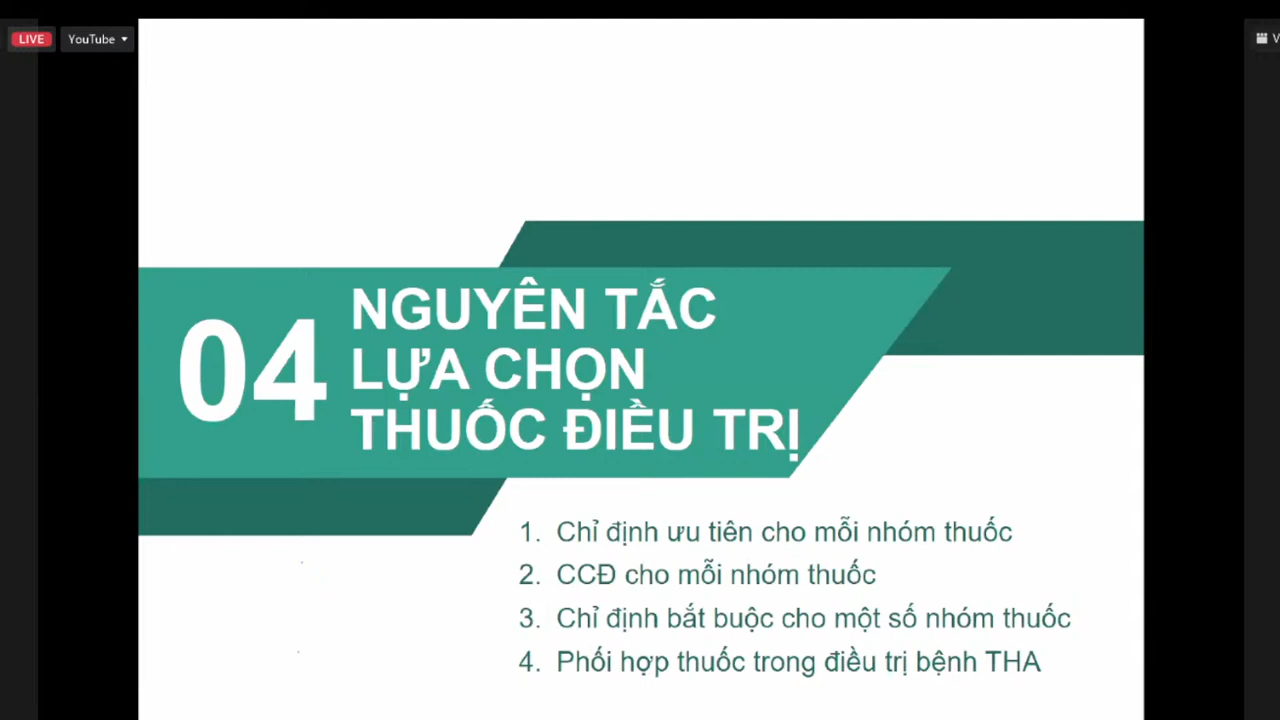 LIVE
YouTube
V
04
NGUYÊN TẮC
LỰA CHỌN
THUỐC ĐIỀU TRỊ
1. Chỉ định ưu tiên cho mỗi nhóm thuốc
2. CCĐ cho mỗi nhóm thuốc
3. Chỉ định bắt buộc cho một số nhóm thuốc
4. Phối hợp thuốc trong điều trị bệnh THA